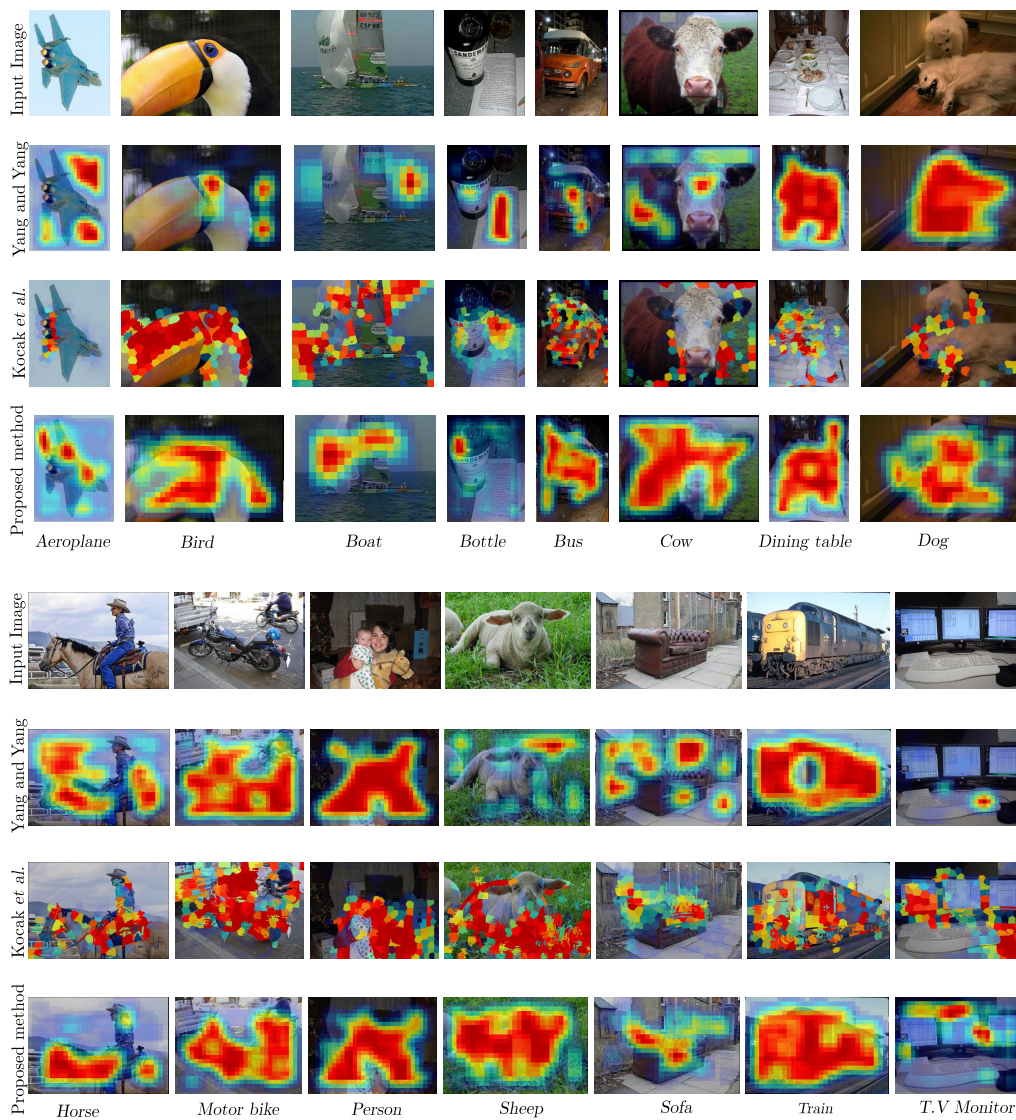 Input Image
Yang and Yang
Kocak et al.
Proposed method
Aeroplane Bird Boat Bottle Bus Cow Dining table Dog
Input Image
Yang and Yang
Kocak et al.
Proposed method
Horse Motor bike Person Sheep Sofa Train T.V Monitor